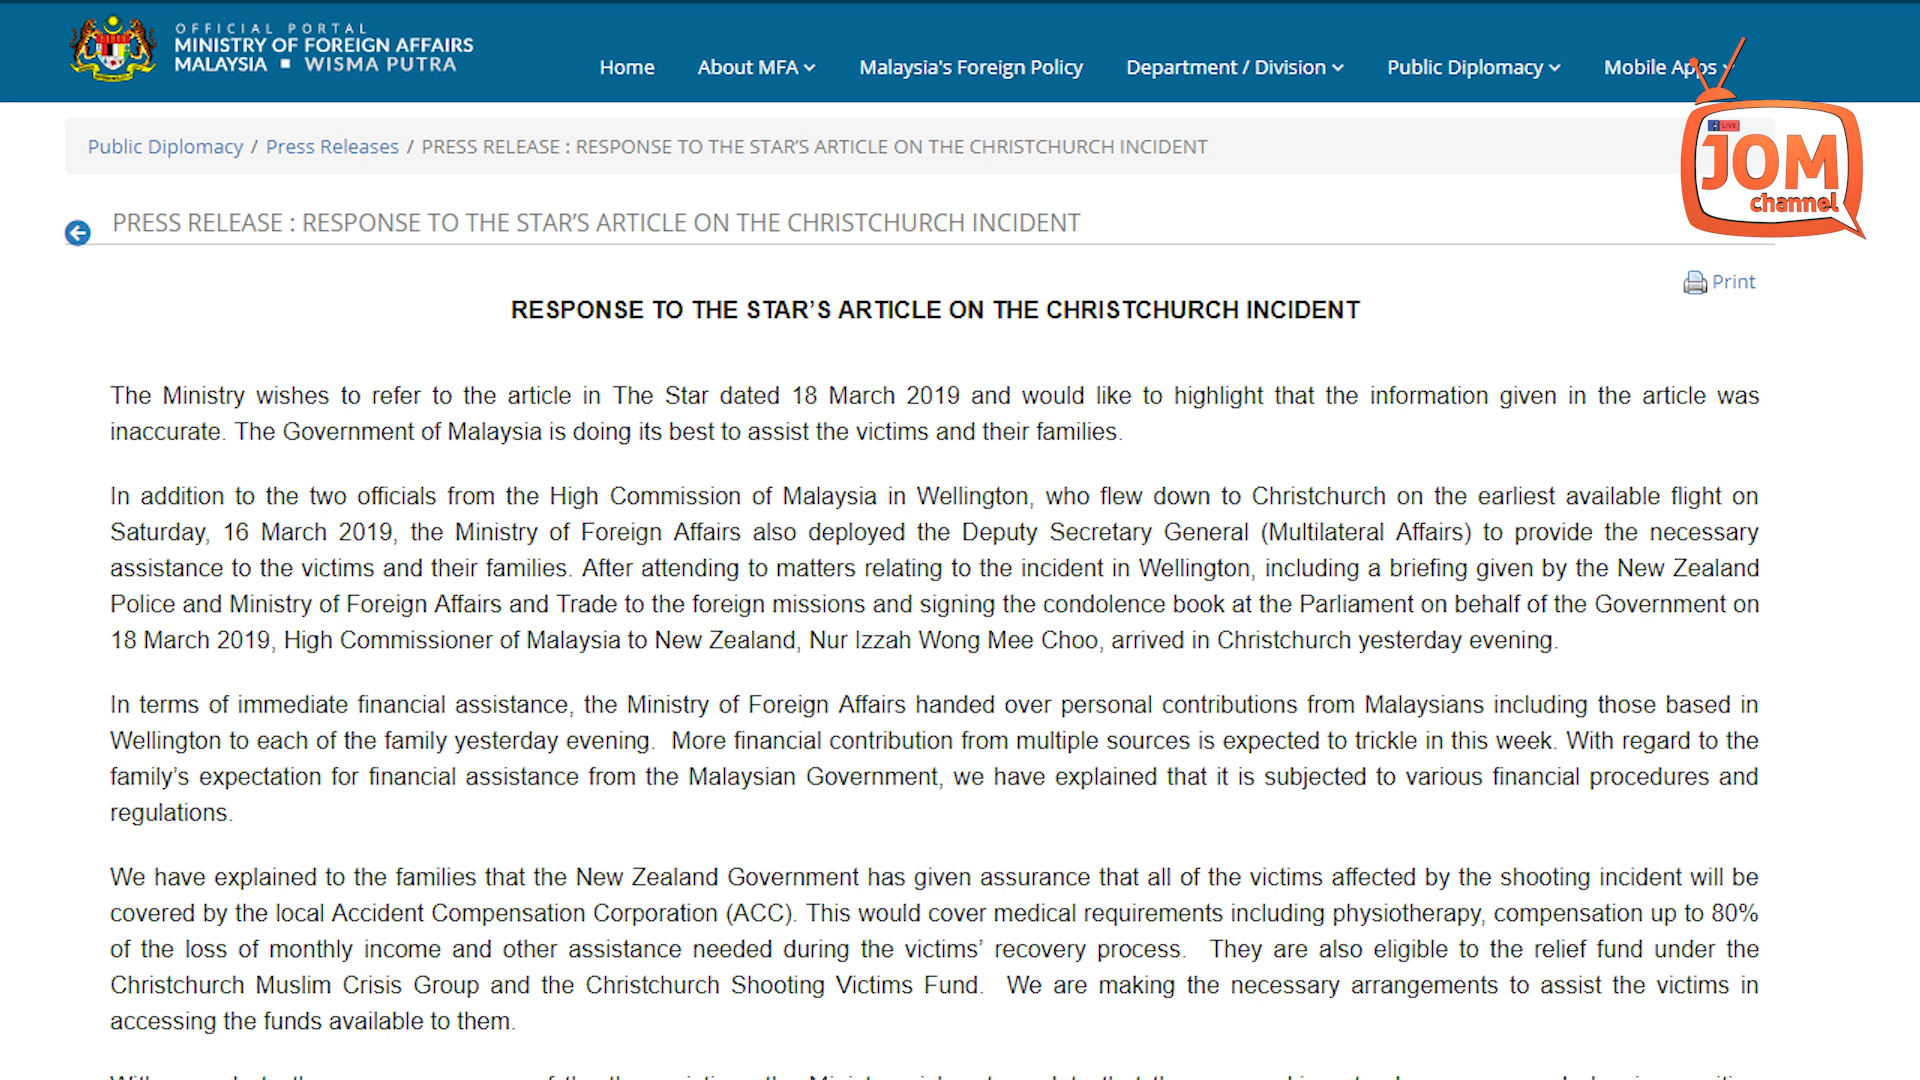 OFFICIAL PORTAL
MINISTRY OF FOREIGN AFFAIRS
MALAYSIA ▪ WISMA PUTRA
Home About MFA Malaysia's Foreign Policy Department / Division Public Diplomacy Mobile Apps
LIVE
JOM
channel
Public Diplomacy / Press Releases / PRESS RELEASE : RESPONSE TO THE STAR'S ARTICLE ON THE CHRISTCHURCH INCIDENT
PRESS RELEASE : RESPONSE TO THE STAR'S ARTICLE ON THE CHRISTCHURCH INCIDENT
Print
RESPONSE TO THE STAR'S ARTICLE ON THE CHRISTCHURCH INCIDENT
The Ministry wishes to refer to the article in The Star dated 18 March 2019 and would like to highlight that the information given in the article was
inaccurate. The Government of Malaysia is doing its best to assist the victims and their families.
In addition to the two officials from the High Commission of Malaysia in Wellington, who flew down to Christchurch on the earliest available flight on
Saturday, 16 March 2019, the Ministry of Foreign Affairs also deployed the Deputy Secretary General (Multilateral Affairs) to provide the necessary
assistance to the victims and their families. After attending to matters relating to the incident in Wellington, including a briefing given by the New Zealand
Police and Ministry of Foreign Affairs and Trade to the foreign missions and signing the condolence book at the Parliament on behalf of the Government on
18 March 2019, High Commissioner of Malaysia to New Zealand, Nur Izzah Wong Mee Choo, arrived in Christchurch yesterday evening.
In terms of immediate financial assistance, the Ministry of Foreign Affairs handed over personal contributions from Malaysians including those based in
Wellington to each of the family yesterday evening. More financial contribution from multiple sources is expected to trickle in this week. With regard to the
family's expectation for financial assistance from the Malaysian Government, we have explained that it is subjected to various financial procedures and
regulations.
We have explained to the families that the New Zealand Government has given assurance that all of the victims affected by the shooting incident will be
covered by the local Accident Compensation Corporation (ACC). This would cover medical requirements including physiotherapy, compensation up to 80%
of the loss of monthly income and other assistance needed during the victims' recovery process. They are also eligible to the relief fund under the
Christchurch Muslim Crisis Group and the Christchurch Shooting Victims Fund. We are making the necessary arrangements to assist the victims in
accessing the funds available to them.